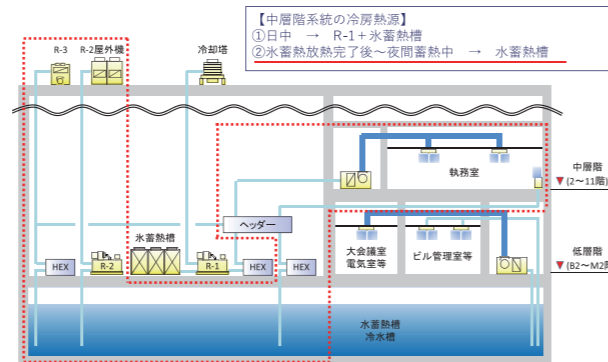 【中層階系統の冷房熱源】
①日中 → R-1+氷蓄熱槽
②氷蓄熱放熱完了後~夜間蓄熱中 → 水蓄熱槽
R-3
R-2屋外機
冷却塔
執務室
中層階
(2~11階)
ヘッダー
氷蓄熱槽
大会議室
電気室等
ビル管理室等
HEX
R-2
R-1
HEX
HEX
低層階
(B2~M2階
水蓄熱槽
冷水槽